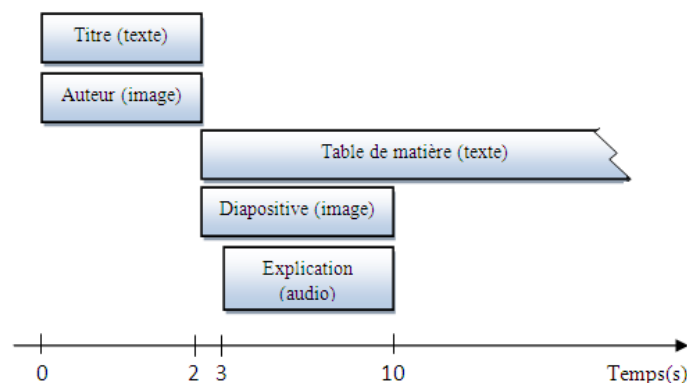 Titre (texte)
Auteur (image)
Table de matière (texte)
Diapositive (image)
Explication
(audio)
0 2 3 10 Temps(s)